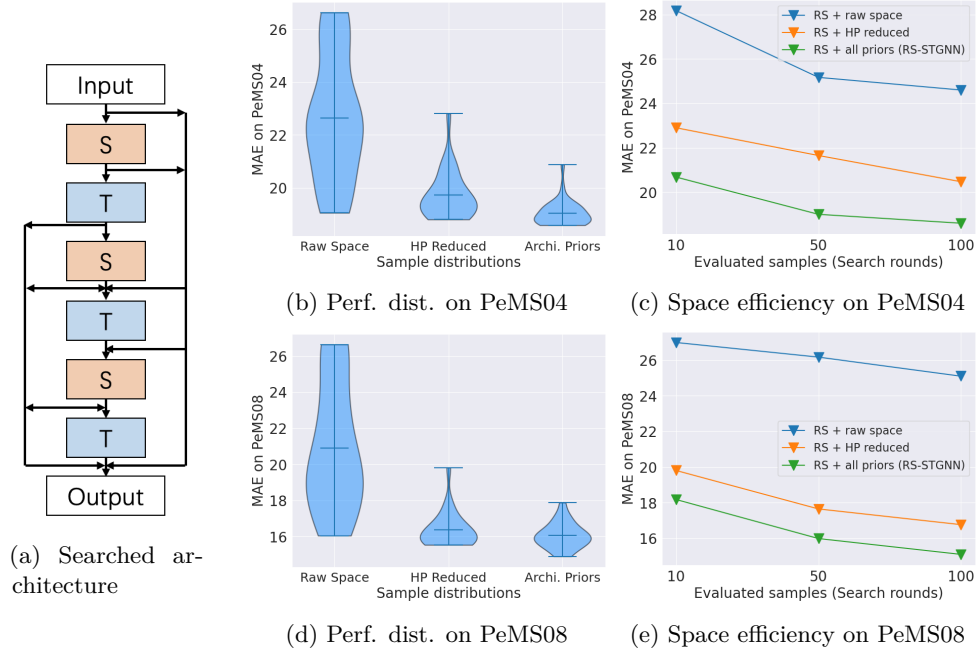 Input
S
T
S
T
S
T
Output
(a) Searched ar-
chitecture
MAE on PeMS04
26
24
22
20
Raw Space
HP Reduced
Archi. Priors
Sample distributions
(b) Perf. dist. on PeMS04
MAE on PeMS04
28
26
24
22
20
RS + raw space
RS + HP reduced
RS + all priors (RS-STGNN)
10
50
100
Evaluated samples (Search rounds)
(c) Space efficiency on PeMS04
MAE on PeMS08
26
24
22
20
18
16
Raw Space
HP Reduced
Archi. Priors
Sample distributions
(d) Perf. dist. on PeMS08
MAE on PeMS08
26
24
22
20
18
16
RS + raw space
RS + HP reduced
RS + all priors (RS-STGNN)
10
50
100
Evaluated samples (Search rounds)
(e) Space efficiency on PeMS08